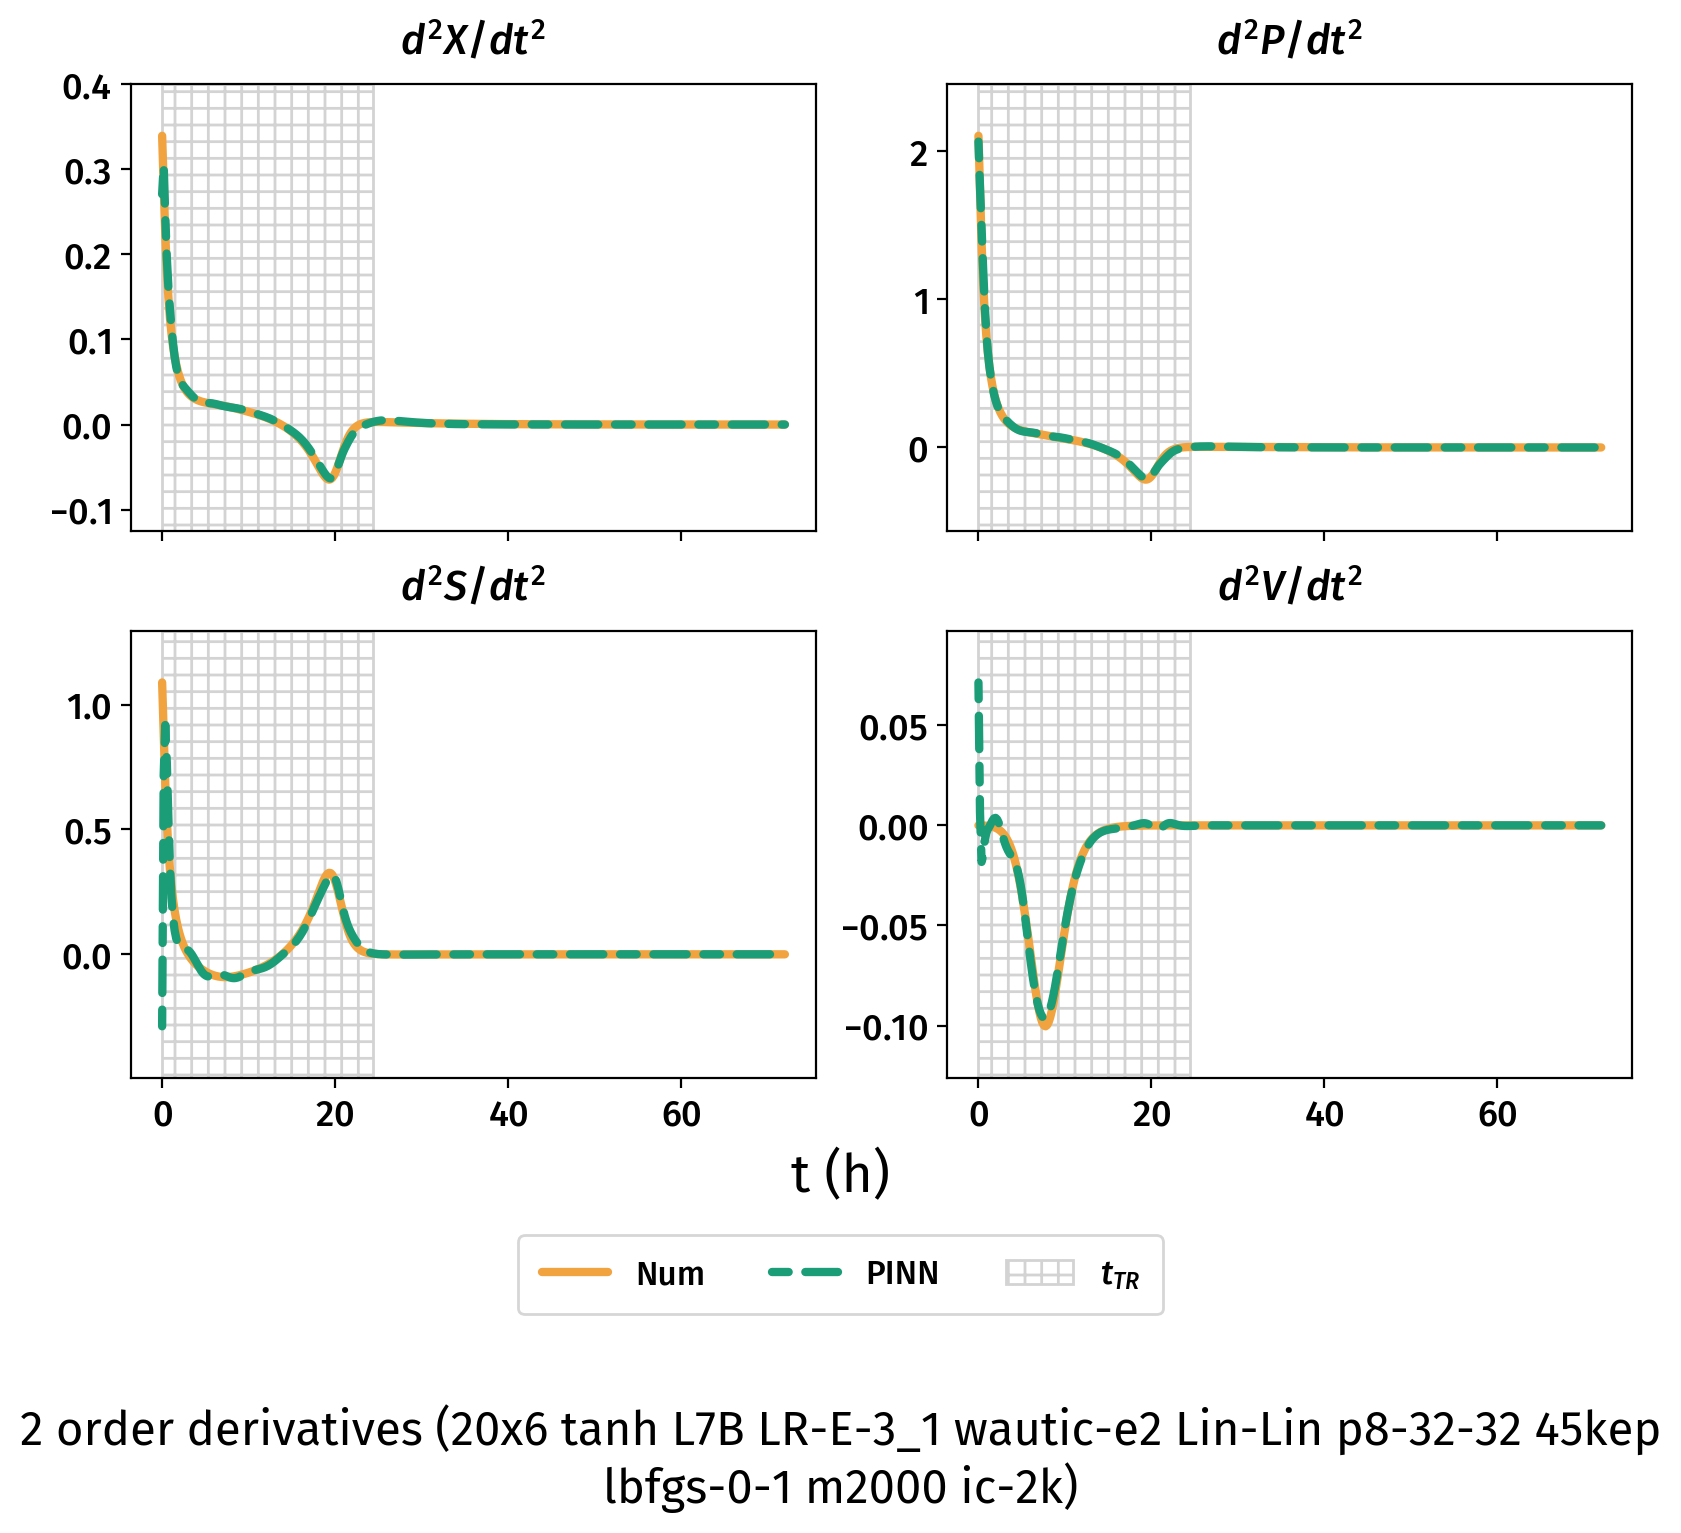 d²X/dt²
d²P/dt²
0.4
0.3
0.2
0.1
0.0
−0.1
2
1
0
d²S/dt²
d²V/dt²
1.0
0.5
0.0
0.05
0.00
−0.05
−0.10
0 20 40 60
0 20 40 60
t (h)
Num PINN t_TR
2 order derivatives (20x6 tanh L7B LR-E-3_1 wautic-e2 Lin-Lin p8-32-32 45kep
lbfgs-0-1 m2000 ic-2k)